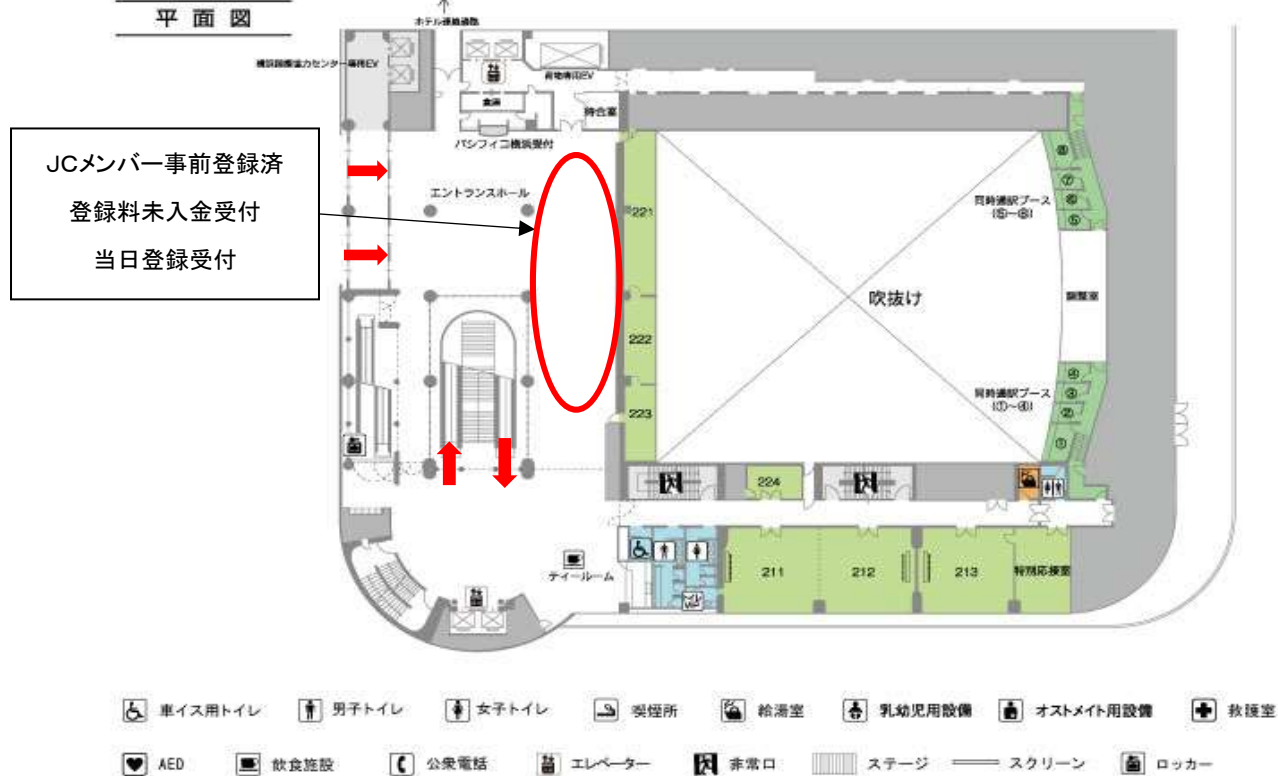 平面図
ホテル連絡通路
横浜国際協力センター専用EV
荷物専用EV
倉庫
待合室
パシフィコ横浜受付
JCメンバー事前登録済
登録料未入金受付
当日登録受付
エントランスホール
221
222
223
吹抜け
同時通訳ブース
(⑤~⑧)
⑧
⑦
⑥
⑤
調整室
同時通訳ブース
(①~④)
④
③
②
①
224
ティールーム
211
212
213
特別応接室
車イス用トイレ
男子トイレ
女子トイレ
喫煙所
給湯室
乳幼児用設備
オストメイト用設備
救護室
AED
飲食施設
公衆電話
エレベーター
非常口
ステージ
スクリーン
ロッカー